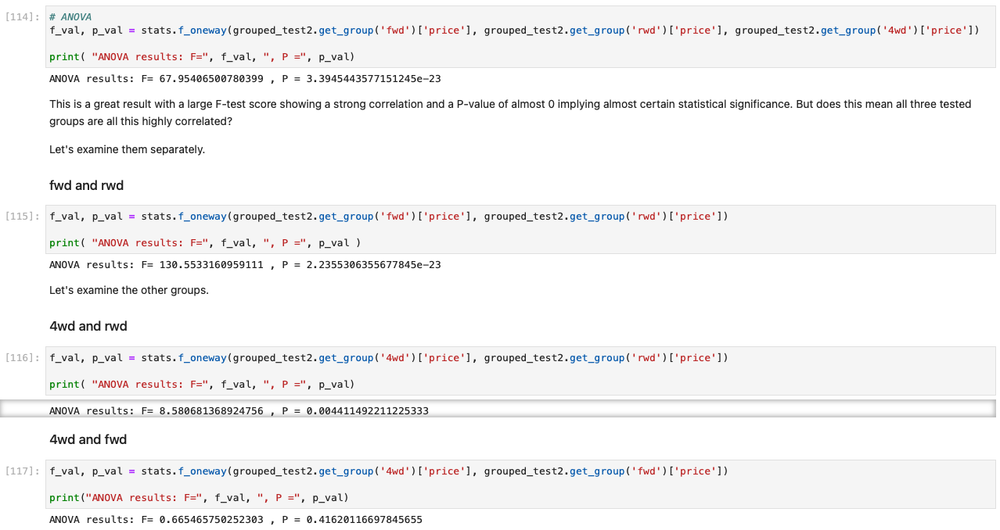 [114]: # ANOVA
f_val, p_val = stats.f_oneway(grouped_test2.get_group('fwd')['price'], grouped_test2.get_group('rwd')['price'], grouped_test2.get_group('4wd')['price'])
print( "ANOVA results: F=", f_val, ", P =", p_val)
ANOVA results: F= 67.95406500780399 , P = 3.3945443577151245e-23
This is a great result with a large F-test score showing a strong correlation and a P-value of almost 0 implying almost certain statistical significance. But does this mean all three tested
groups are all this highly correlated?
Let's examine them separately.
fwd and rwd
[115]: f_val, p_val = stats.f_oneway(grouped_test2.get_group('fwd')['price'], grouped_test2.get_group('rwd')['price'])
print( "ANOVA results: F=", f_val, ", P =", p_val )
ANOVA results: F= 130.5533160959111 , P = 2.2355306355677845e-23
Let's examine the other groups.
4wd and rwd
[116]: f_val, p_val = stats.f_oneway(grouped_test2.get_group('4wd')['price'], grouped_test2.get_group('rwd')['price'])
print( "ANOVA results: F=", f_val, ", P =", p_val)
ANOVA results: F= 8.580681368924756 , P = 0.004411492211225333
4wd and fwd
[117]: f_val, p_val = stats.f_oneway(grouped_test2.get_group('4wd')['price'], grouped_test2.get_group('fwd')['price'])
print("ANOVA results: F=", f_val, ", P =", p_val)
ANOVA results: F= 0.665465750252303 , P = 0.41620116697845655